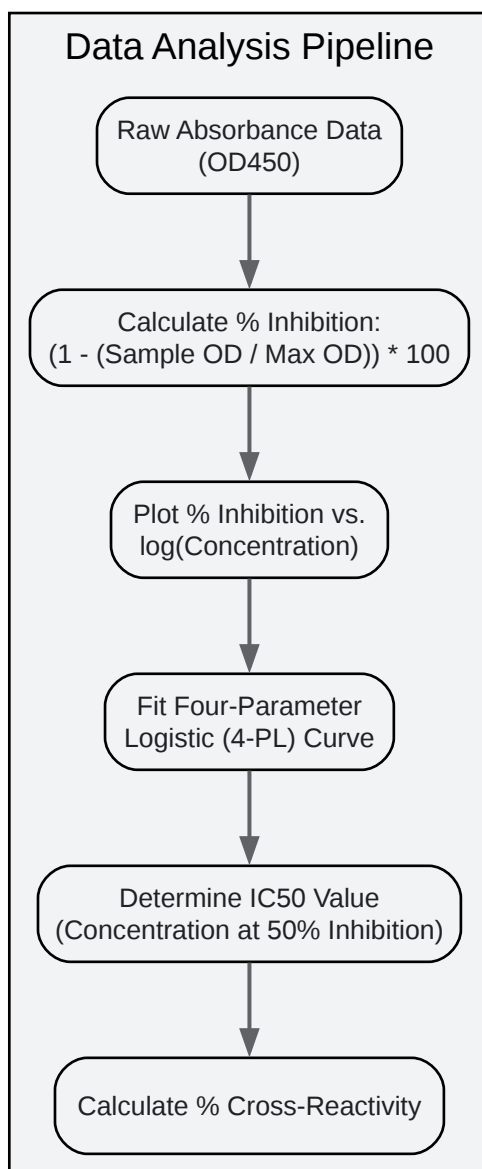 Data Analysis Pipeline
Raw Absorbance Data
(OD450)
Calculate % Inhibition:
(1 - (Sample OD / Max OD)) * 100
Plot % Inhibition vs.
log(Concentration)
Fit Four-Parameter
Logistic (4-PL) Curve
Determine IC50 Value
(Concentration at 50% Inhibition)
Calculate % Cross-Reactivity